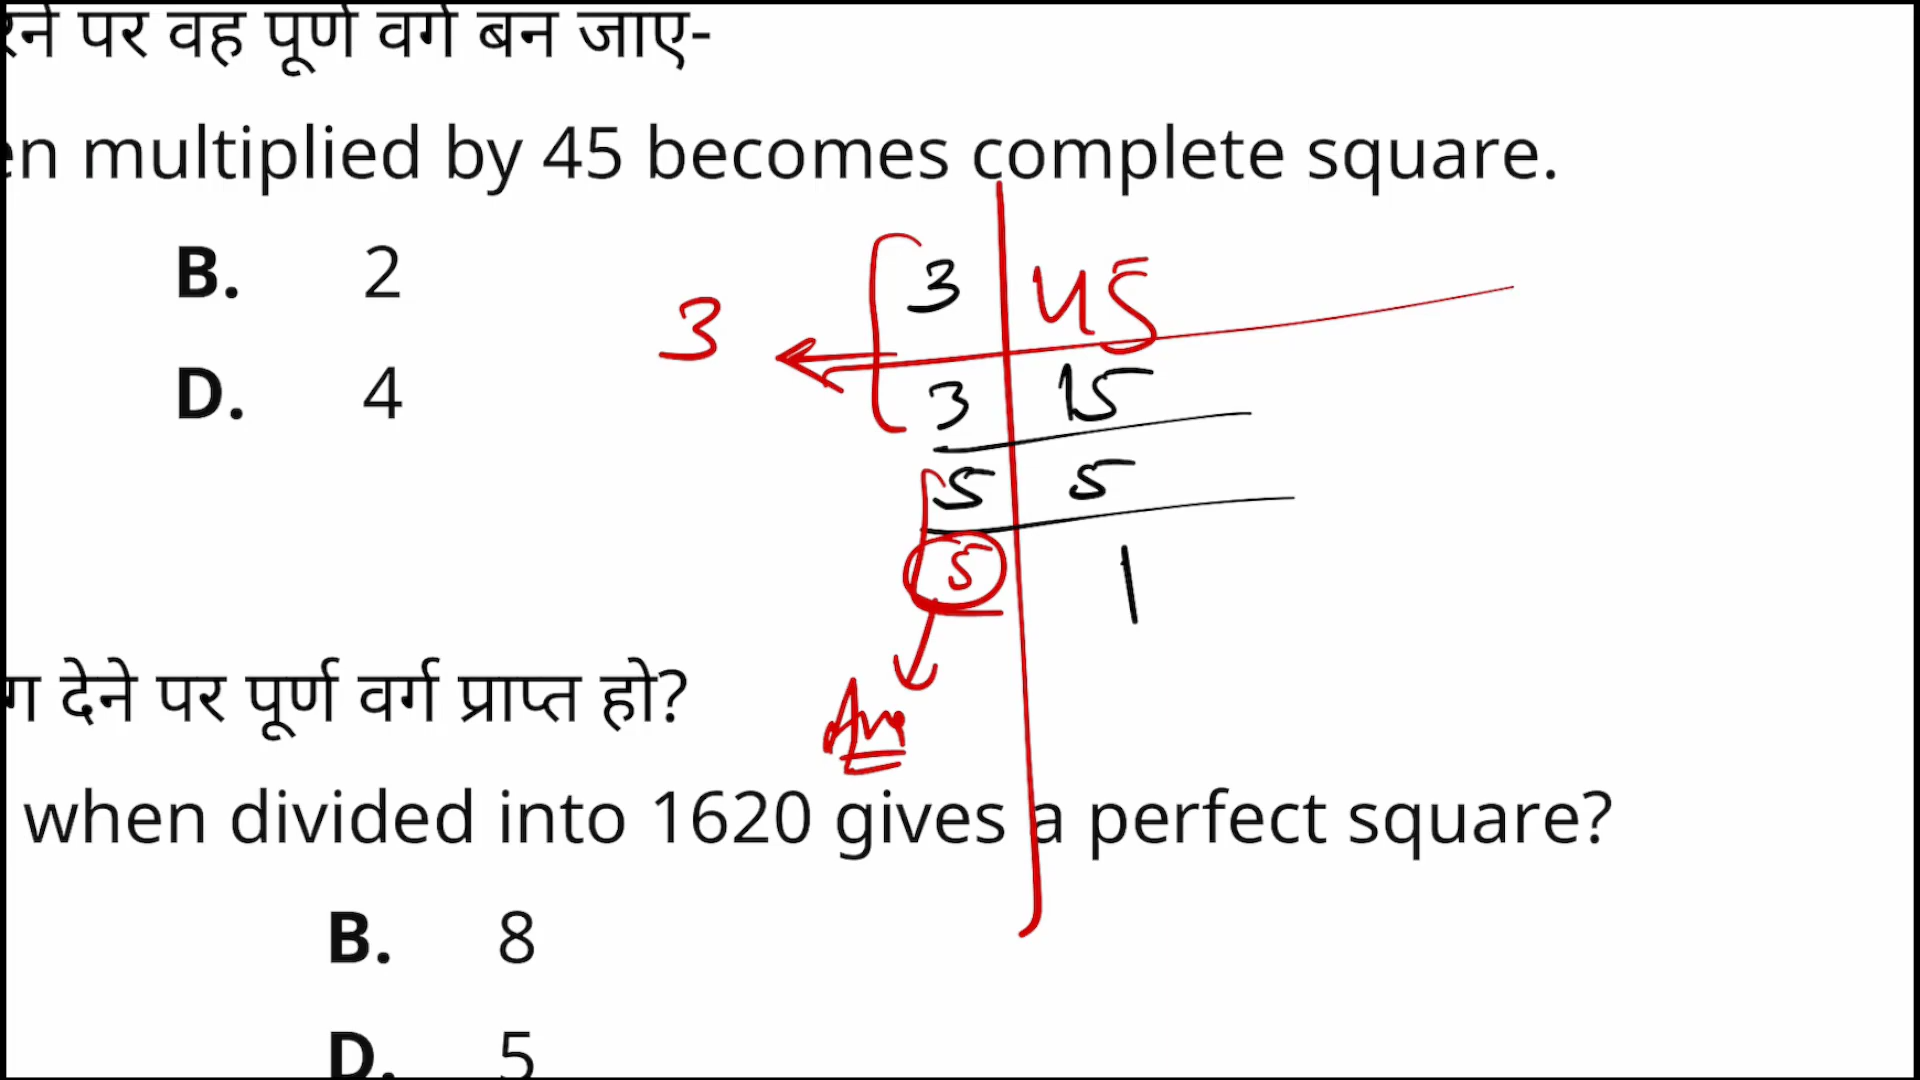 रने पर वह पूर्ण वर्ग बन जाए-
en multiplied by 45 becomes complete square.
B. 2
3 45
3
D. 4
3 15
5 5
5 1
Ans
ग देने पर पूर्ण वर्ग प्राप्त हो?
when divided into 1620 gives a perfect square?
B. 8
D. 5